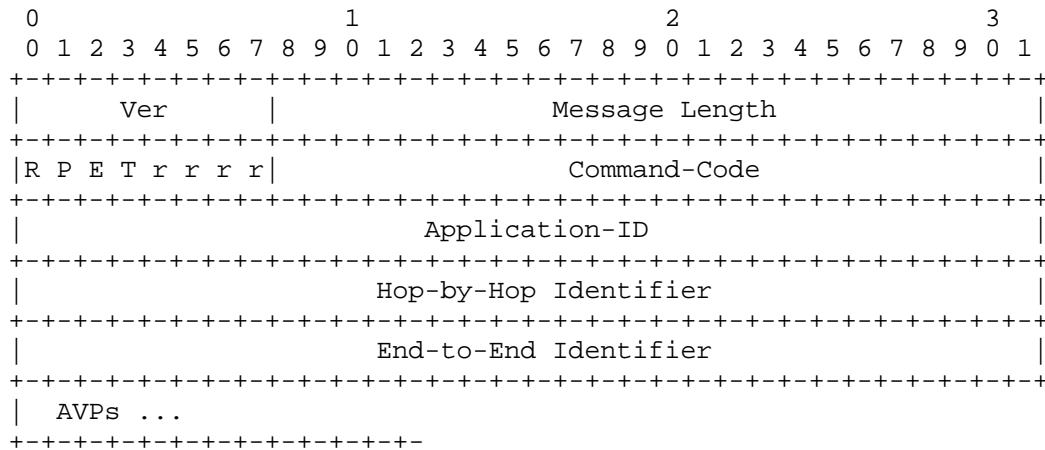 0                   1                   2                   3
 0 1 2 3 4 5 6 7 8 9 0 1 2 3 4 5 6 7 8 9 0 1 2 3 4 5 6 7 8 9 0 1
+-+-+-+-+-+-+-+-+-+-+-+-+-+-+-+-+-+-+-+-+-+-+-+-+-+-+-+-+-+-+-+-+
|      Ver      |                 Message Length                |
+-+-+-+-+-+-+-+-+-+-+-+-+-+-+-+-+-+-+-+-+-+-+-+-+-+-+-+-+-+-+-+-+
|R P E T r r r r|                  Command-Code                 |
+-+-+-+-+-+-+-+-+-+-+-+-+-+-+-+-+-+-+-+-+-+-+-+-+-+-+-+-+-+-+-+-+
|                         Application-ID                        |
+-+-+-+-+-+-+-+-+-+-+-+-+-+-+-+-+-+-+-+-+-+-+-+-+-+-+-+-+-+-+-+-+
|                      Hop-by-Hop Identifier                    |
+-+-+-+-+-+-+-+-+-+-+-+-+-+-+-+-+-+-+-+-+-+-+-+-+-+-+-+-+-+-+-+-+
|                      End-to-End Identifier                    |
+-+-+-+-+-+-+-+-+-+-+-+-+-+-+-+-+-+-+-+-+-+-+-+-+-+-+-+-+-+-+-+-+
|  AVPs ...
+-+-+-+-+-+-+-+-+-+-+-+-+-